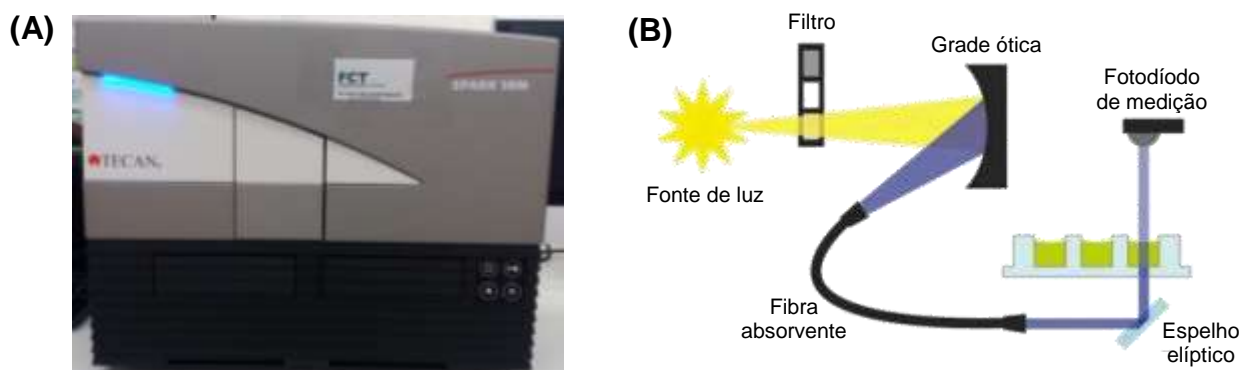 (A)
FCT
SPARK 10M
TECAN
(B)
Filtro
Grade ótica
Fotodíodo
de medição
Fonte de luz
Fibra
absorvente
Espelho
elíptico